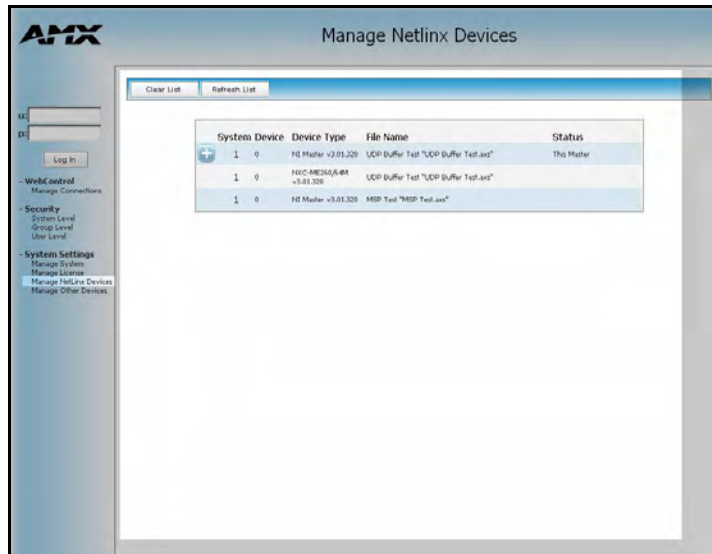 AMX
Manage Netlinx Devices
Clear List
Refresh List
u:
p:
Log In
- WebControl
Manage Connections
- Security
System Level
Group Level
User Level
- System Settings
Manage System
Manage License
Manage NetLinx Devices
Manage Other Devices
System Device Device Type File Name Status
1 0 NI Master v3.01.320 UDP Buffer Test "UDP Buffer Test.axs" This Master
1 0 NXC-ME260/64M v3.01.320 UDP Buffer Test "UDP Buffer Test.axs"
1 0 NI Master v3.01.320 MSP Test "MSP Test.axs"